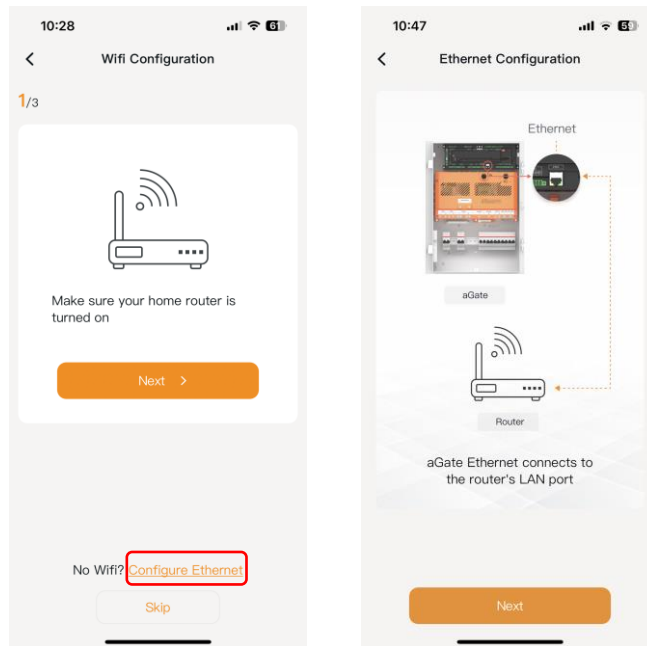 10:28
61
Wifi Configuration
1/3
Make sure your home router is
turned on
Next >
No Wifi? Configure Ethernet
Skip
10:47
59
Ethernet Configuration
Ethernet
aGate
Router
aGate Ethernet connects to
the router's LAN port
Next